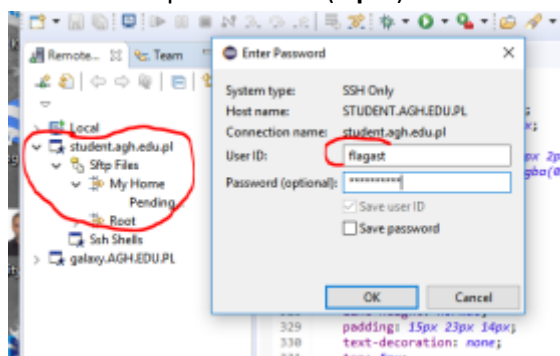 Remote...
Team
Local
student.agh.edu.pl
Sftp Files
My Home
Pending...
Root
Ssh Shells
galaxy.AGH.EDU.PL
Enter Password
System type: SSH Only
Host name: STUDENT.AGH.EDU.PL
Connection name: student.agh.edu.pl
User ID: flagast
Password (optional): **********
Save user ID
Save password
OK Cancel
329 padding: 15px 23px 14px;
330 text-decoration: none;